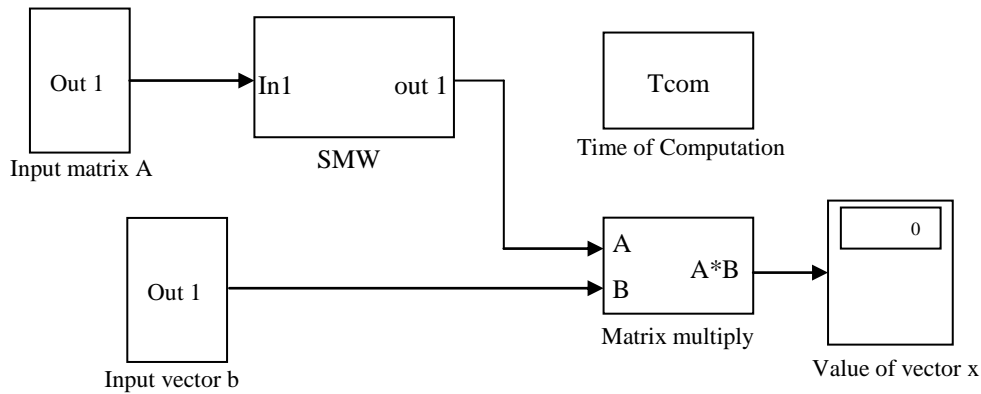 Out 1
Input matrix A
In1
out 1
SMW
Tcom
Time of Computation
Out 1
Input vector b
A
B
A*B
Matrix multiply
0
Value of vector x